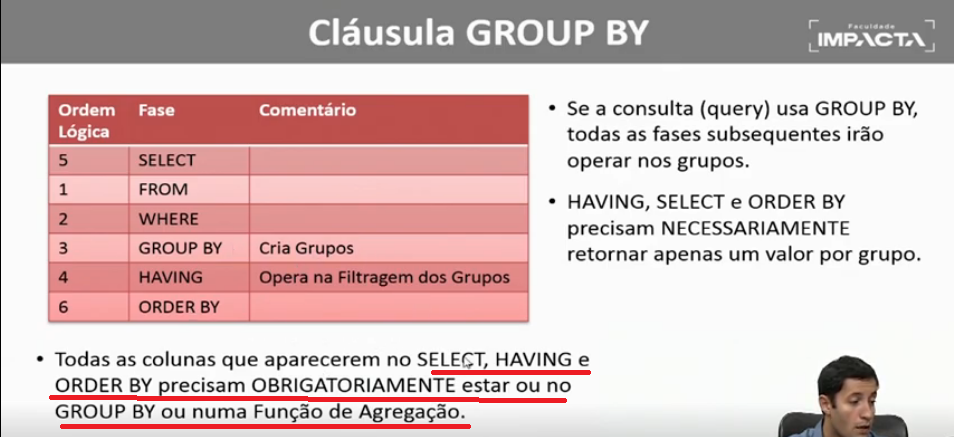 Cláusula GROUP BY
Faculdade
IMPACTA
Ordem Lógica Fase Comentário
5 SELECT
1 FROM
2 WHERE
3 GROUP BY Cria Grupos
4 HAVING Opera na Filtragem dos Grupos
6 ORDER BY
• Se a consulta (query) usa GROUP BY,
todas as fases subsequentes irão
operar nos grupos.
• HAVING, SELECT e ORDER BY
precisam NECESSARIAMENTE
retornar apenas um valor por grupo.
• Todas as colunas que aparecerem no SELECT, HAVING e
ORDER BY precisam OBRIGATORIAMENTE estar ou no
GROUP BY ou numa Função de Agregação.